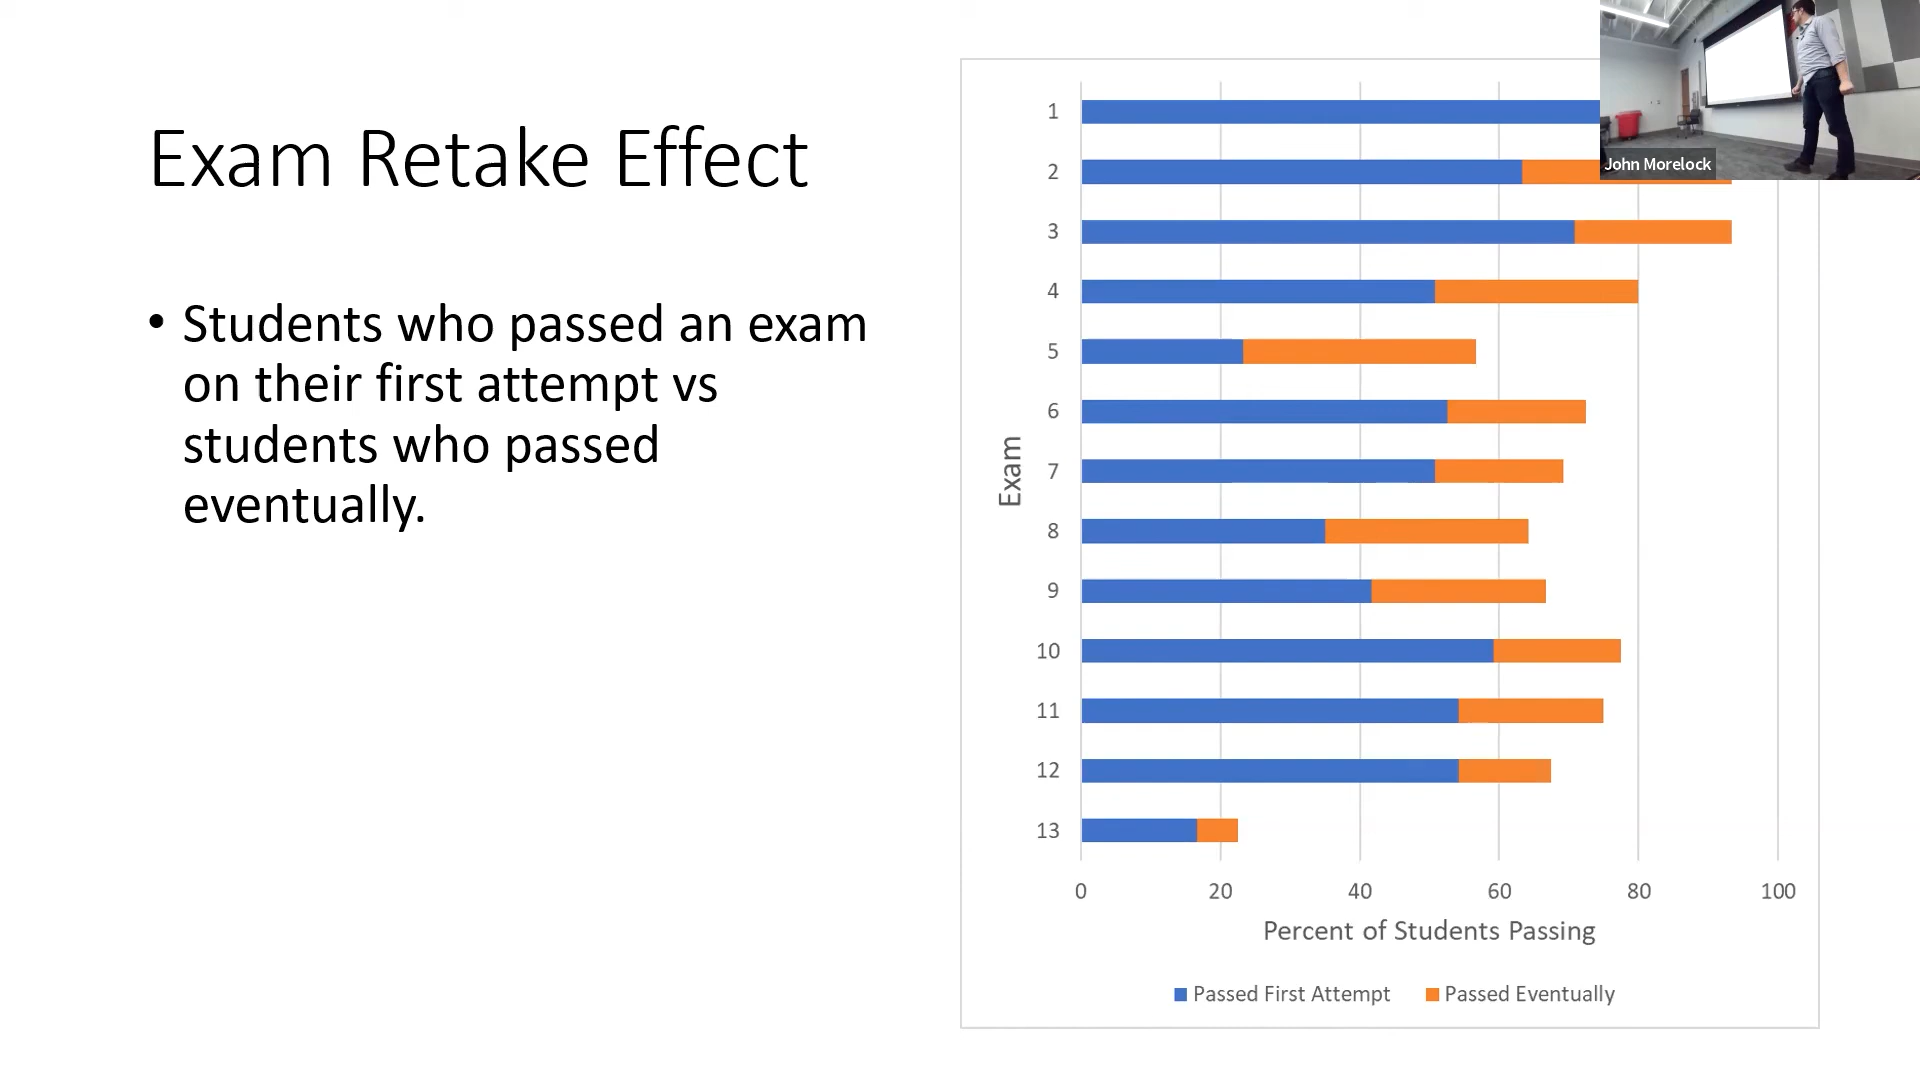 Exam Retake Effect
• Students who passed an exam
on their first attempt vs
students who passed
eventually.
John Morelock
Exam
1
2
3
4
5
6
7
8
9
10
11
12
13
0 20 40 60 80 100
Percent of Students Passing
Passed First Attempt Passed Eventually